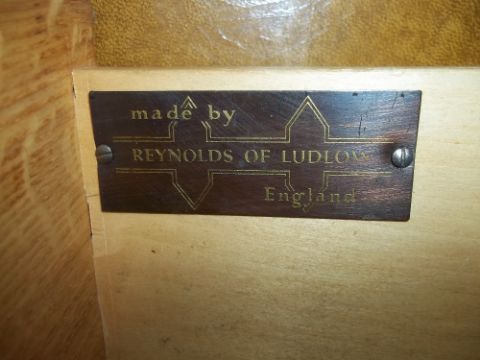 made by
REYNOLDS OF LUDLOW
England